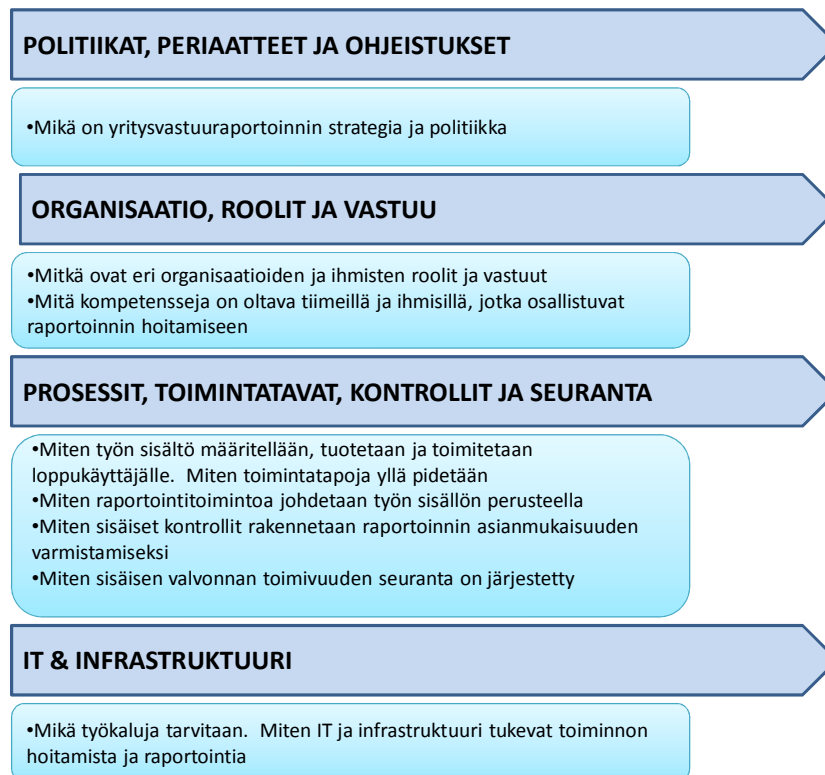 POLITIIKAT, PERIAATTEET JA OHJEISTUKSET
•Mikä on yritysvastuuraportoinnin strategia ja politiikka
ORGANISAATIO, ROOLIT JA VASTUU
•Mitkä ovat eri organisaatioiden ja ihmisten roolit ja vastuut
•Mitä kompetensseja on oltava tiimeillä ja ihmisillä, jotka osallistuvat
raportoinnin hoitamiseen
PROSESSIT, TOIMINTATAVAT, KONTROLLIT JA SEURANTA
•Miten työn sisältö määritellään, tuotetaan ja toimitetaan
loppukäyttäjälle.  Miten toimintatapoja yllä pidetään
•Miten raportointitoimintoa johdetaan työn sisällön perusteella
•Miten sisäiset kontrollit rakennetaan raportoinnin asianmukaisuuden
varmistamiseksi
•Miten sisäisen valvonnan toimivuuden seuranta on järjestetty
IT & INFRASTRUKTUURI
•Mikä työkaluja tarvitaan.  Miten IT ja infrastruktuuri tukevat toiminnon
hoitamista ja raportointia